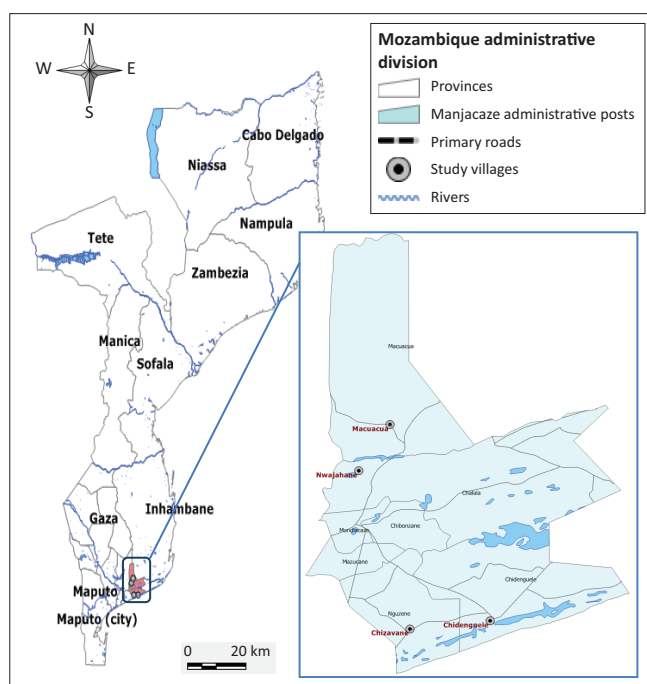 N
W E
S
Mozambique administrative
division
Provinces
Manjacaze administrative posts
Primary roads
Study villages
Rivers
Cabo Delgado
Niassa
Nampula
Tete
Zambezia
Manica
Sofala
Inhambane
Gaza
Maputo
Maputo (city)
0 20 km
Macuacua
Macuacua
Nwajahane
Chalala
Chibonzane
Mazucane
Chidenguele
Nguzene
Chidenguele
Chizavane